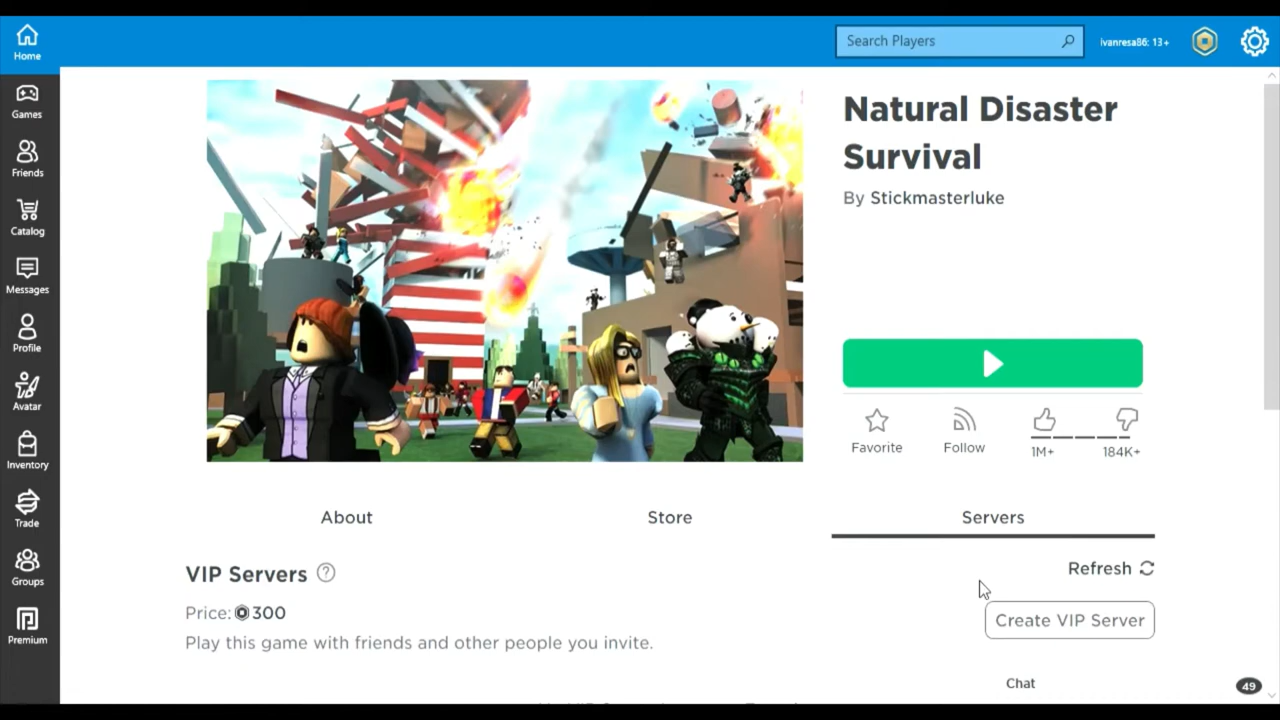 Home
Search Players
ivanresa86: 13+
Games
Friends
Catalog
Messages
Profile
Avatar
Inventory
Trade
Groups
Premium
Natural Disaster
Survival
By Stickmasterluke
Favorite
Follow
1M+
184K+
About
Store
Servers
VIP Servers ?
Refresh
Price: 300
Create VIP Server
Play this game with friends and other people you invite.
Chat
49